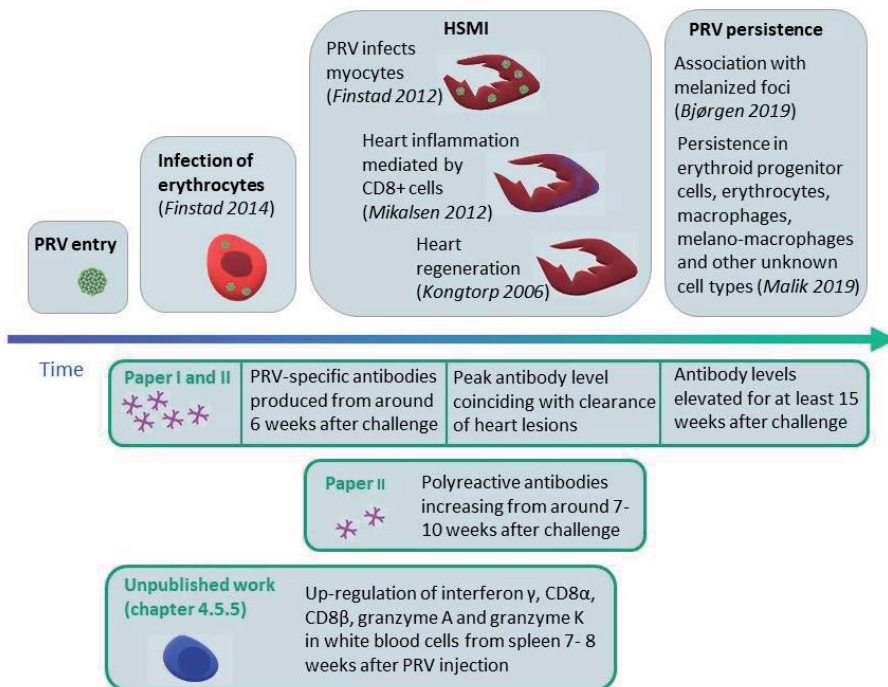 PRV entry
Infection of
erythrocytes
(Finstad 2014)
HSMI
PRV infects
myocytes
(Finstad 2012)
Heart inflammation
mediated by
CD8+ cells
(Mikalsen 2012)
Heart
regeneration
(Kongtorp 2006)
PRV persistence
Association with
melanized foci
(Bjørgen 2019)
Persistence in
erythroid progenitor
cells, erythrocytes,
macrophages,
melano-macrophages
and other unknown
cell types (Malik 2019)
Time
Paper I and II
PRV-specific antibodies
produced from around
6 weeks after challenge
Peak antibody level
coinciding with clearance
of heart lesions
Antibody levels
elevated for at least 15
weeks after challenge
Paper II
Polyreactive antibodies
increasing from around 7-
10 weeks after challenge
Unpublished work
(chapter 4.5.5)
Up-regulation of interferon γ, CD8α,
CD8β, granzyme A and granzyme K
in white blood cells from spleen 7- 8
weeks after PRV injection